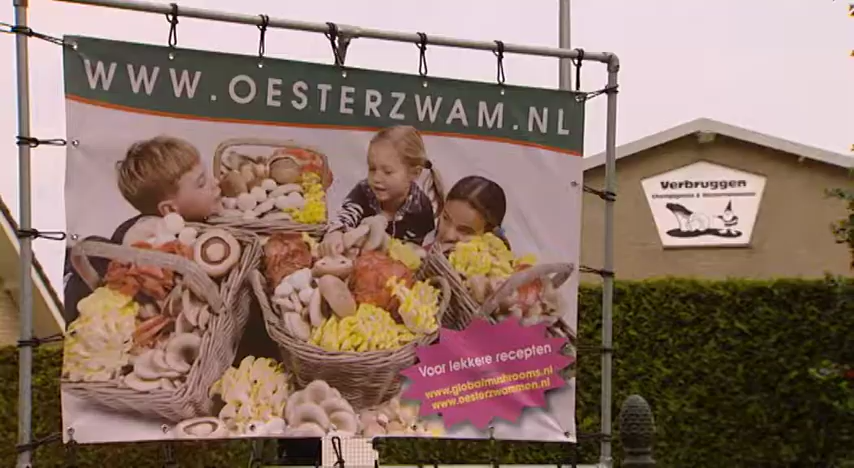 WWW.OESTERZWAM.NL
Verbruggen
Voor lekkere recepten
www.globalmushrooms.nl
www.oesterzwammen.nl